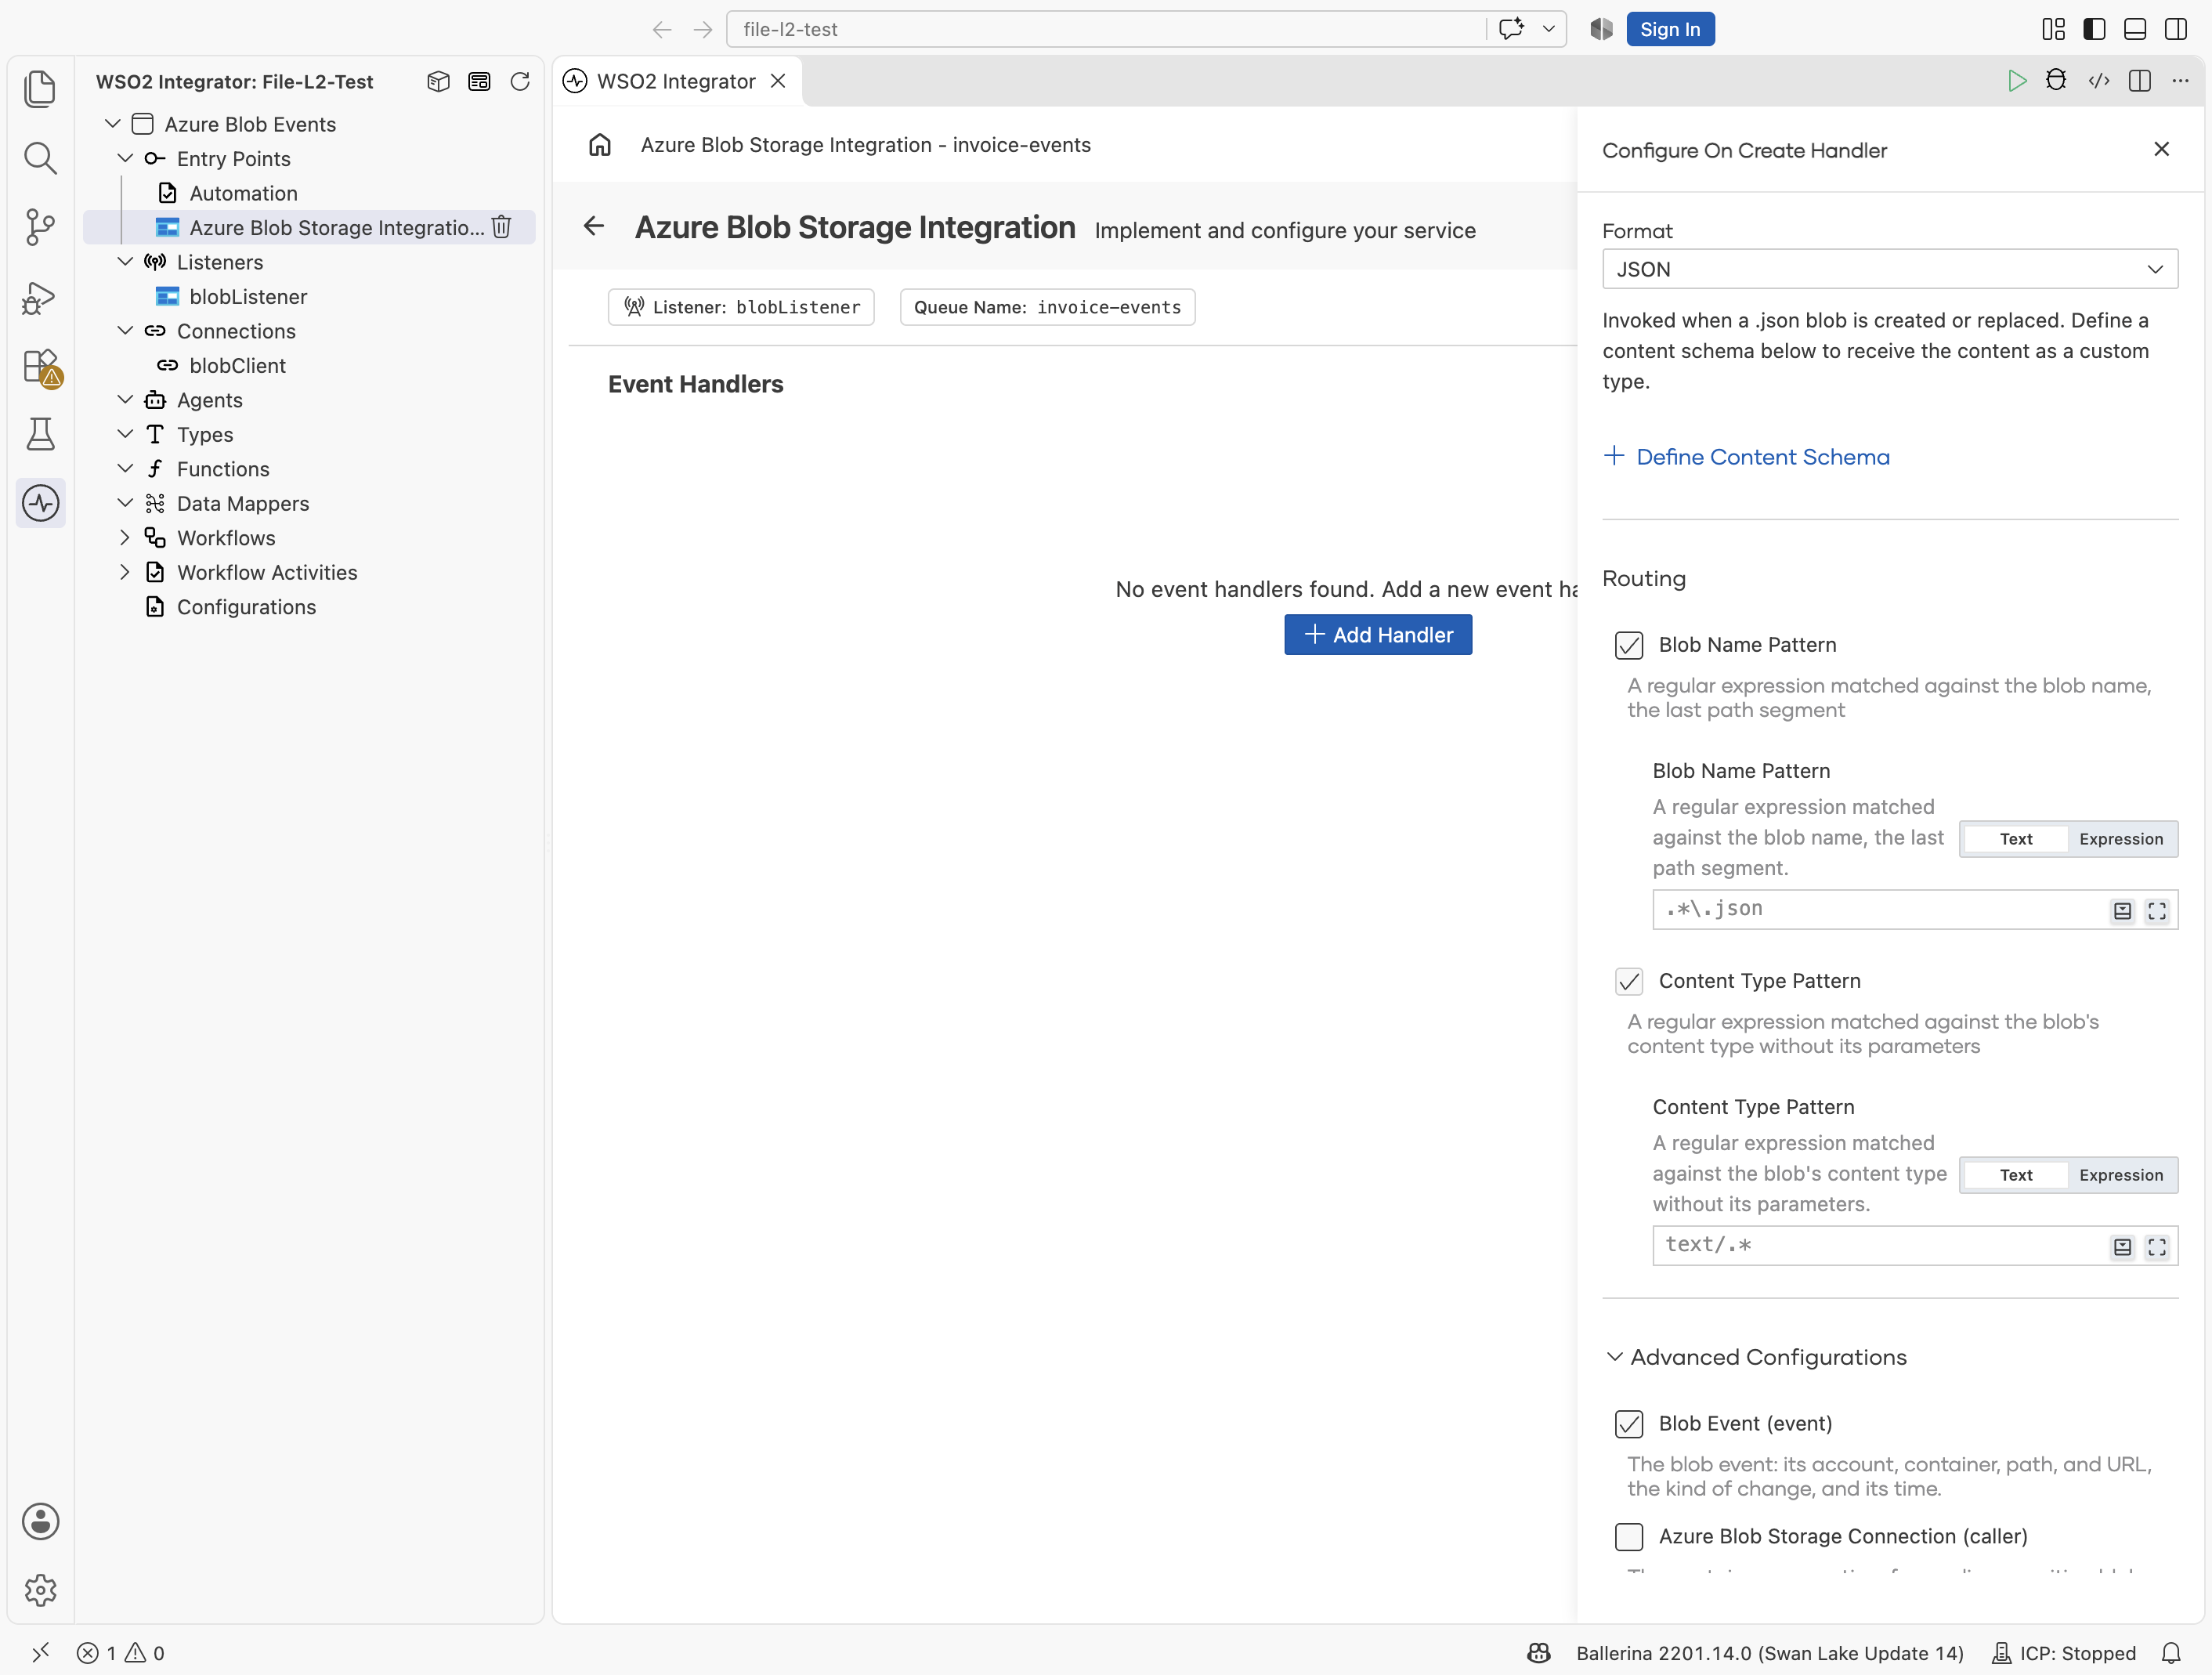 file-l2-test
Sign In
WSO2 Integrator: File-L2-Test
Azure Blob Events
Entry Points
Automation
Azure Blob Storage Integratio...
Listeners
blobListener
Connections
blobClient
Agents
Types
Functions
Data Mappers
Workflows
Workflow Activities
Configurations
WSO2 Integrator
Azure Blob Storage Integration - invoice-events
Azure Blob Storage Integration Implement and configure your service
Listener: blobListener
Queue Name: invoice-events
Event Handlers
No event handlers found. Add a new event ha
Add Handler
Configure On Create Handler
Format
JSON
Invoked when a .json blob is created or replaced. Define a
content schema below to receive the content as a custom
type.
Define Content Schema
Routing
Blob Name Pattern
A regular expression matched against the blob name,
the last path segment
Blob Name Pattern
A regular expression matched
against the blob name, the last
path segment.
Text Expression
.*\.json
Content Type Pattern
A regular expression matched against the blob's
content type without its parameters
Content Type Pattern
A regular expression matched
against the blob's content type
without its parameters.
Text Expression
text/.*
Advanced Configurations
Blob Event (event)
The blob event: its account, container, path, and URL,
the kind of change, and its time.
Azure Blob Storage Connection (caller)
1 0
Ballerina 2201.14.0 (Swan Lake Update 14)
ICP: Stopped